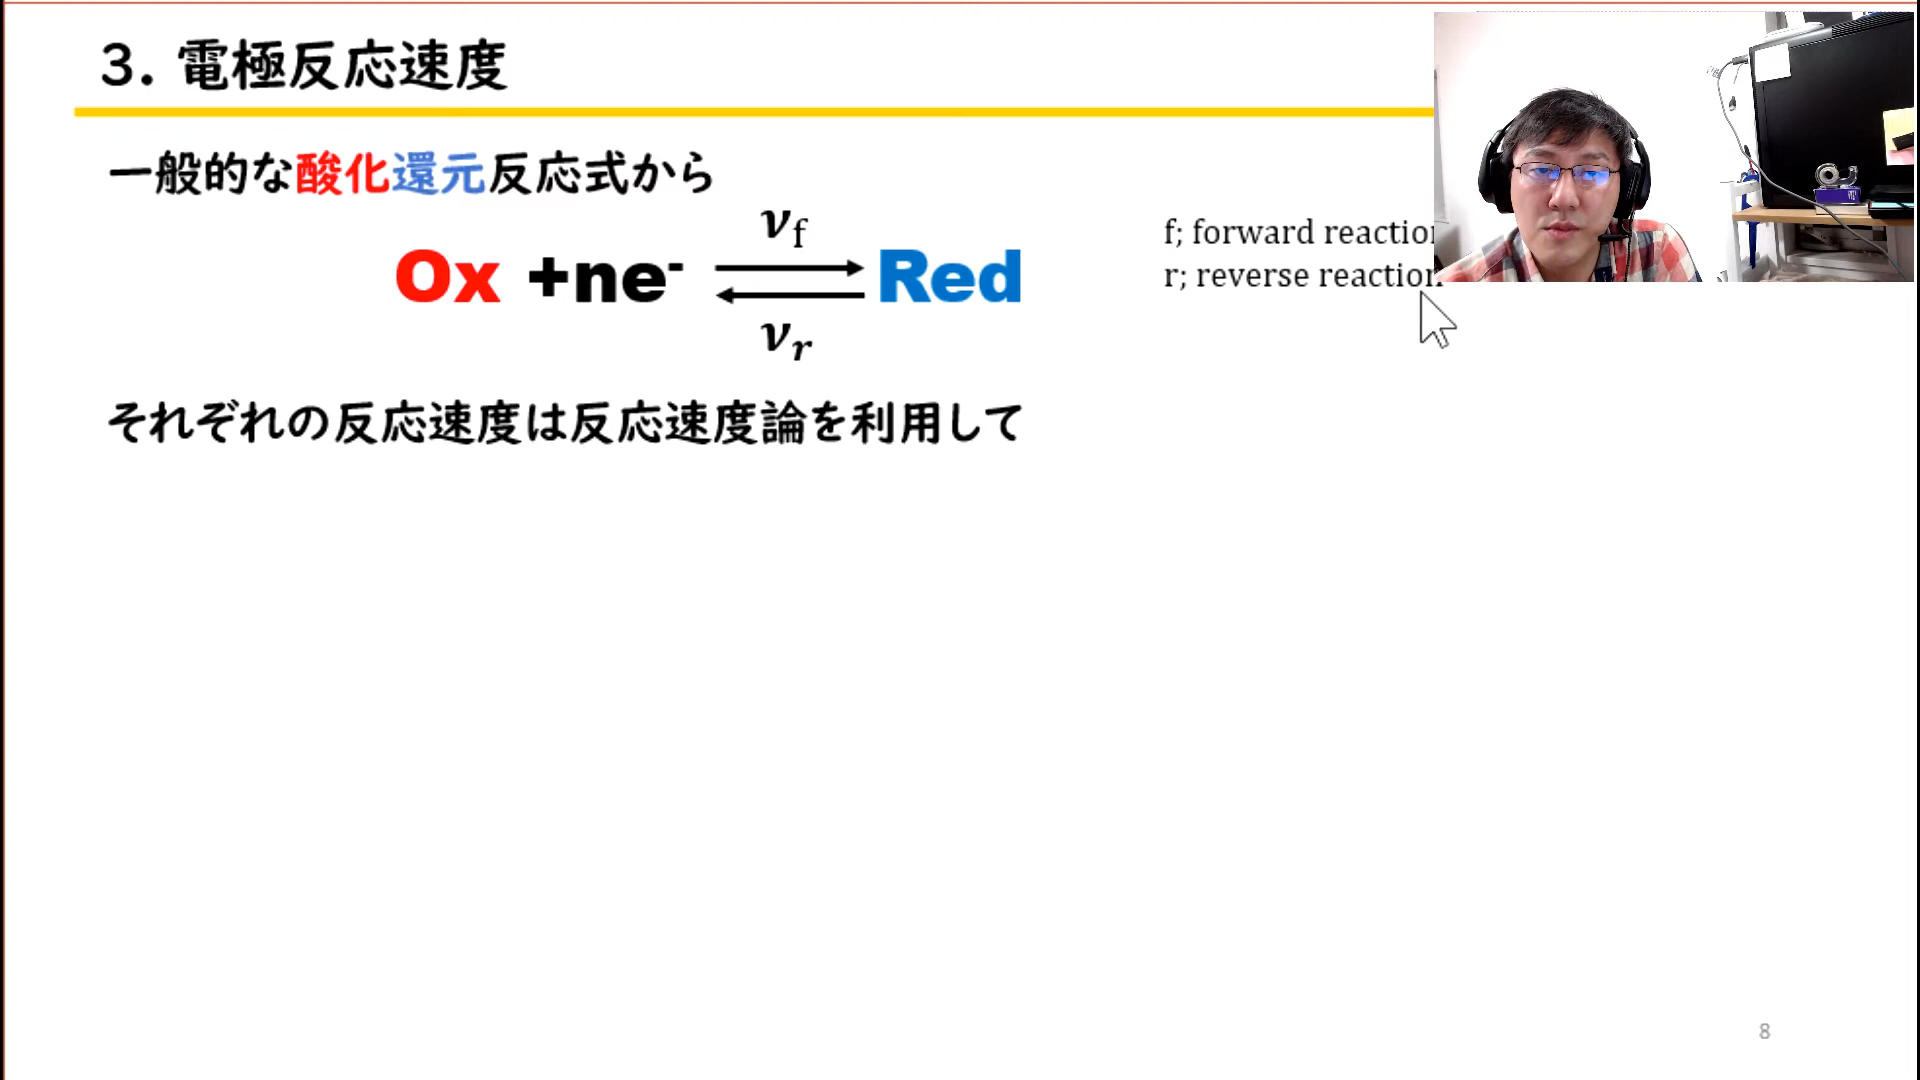 3. 電極反応速度
一般的な酸化還元反応式から
νf
Ox +ne- ⇌ Red
νr
f; forward reaction
r; reverse reaction
それぞれの反応速度は反応速度論を利用して
8